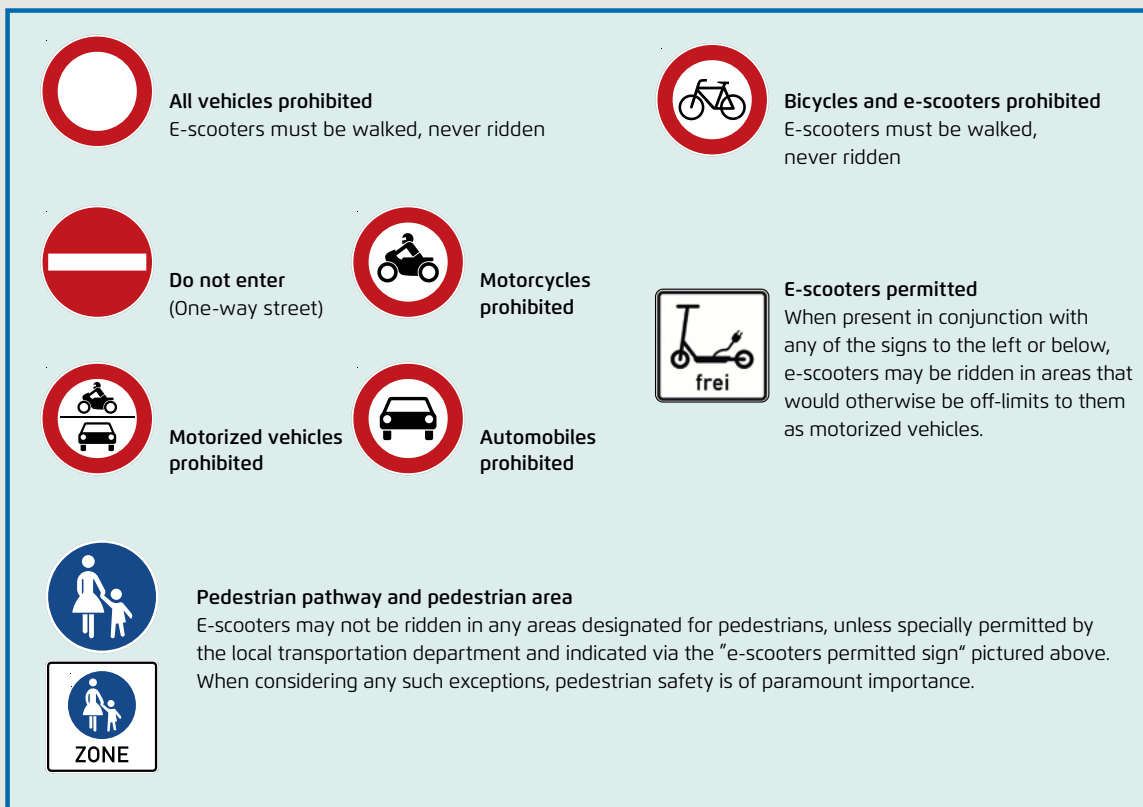 All vehicles prohibited
E-scooters must be walked, never ridden
Bicycles and e-scooters prohibited
E-scooters must be walked,
never ridden
Do not enter
(One-way street)
Motorcycles
prohibited
Motorized vehicles
prohibited
Automobiles
prohibited
frei
E-scooters permitted
When present in conjunction with
any of the signs to the left or below,
e-scooters may be ridden in areas that
would otherwise be off-limits to them
as motorized vehicles.
Pedestrian pathway and pedestrian area
E-scooters may not be ridden in any areas designated for pedestrians, unless specially permitted by
the local transportation department and indicated via the "e-scooters permitted sign“ pictured above.
When considering any such exceptions, pedestrian safety is of paramount importance.
ZONE